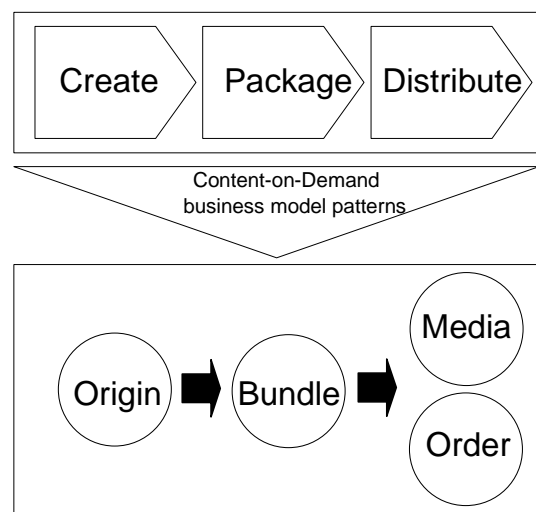 Create
Package
Distribute
Content-on-Demand
business model patterns
Origin
Bundle
Media
Order